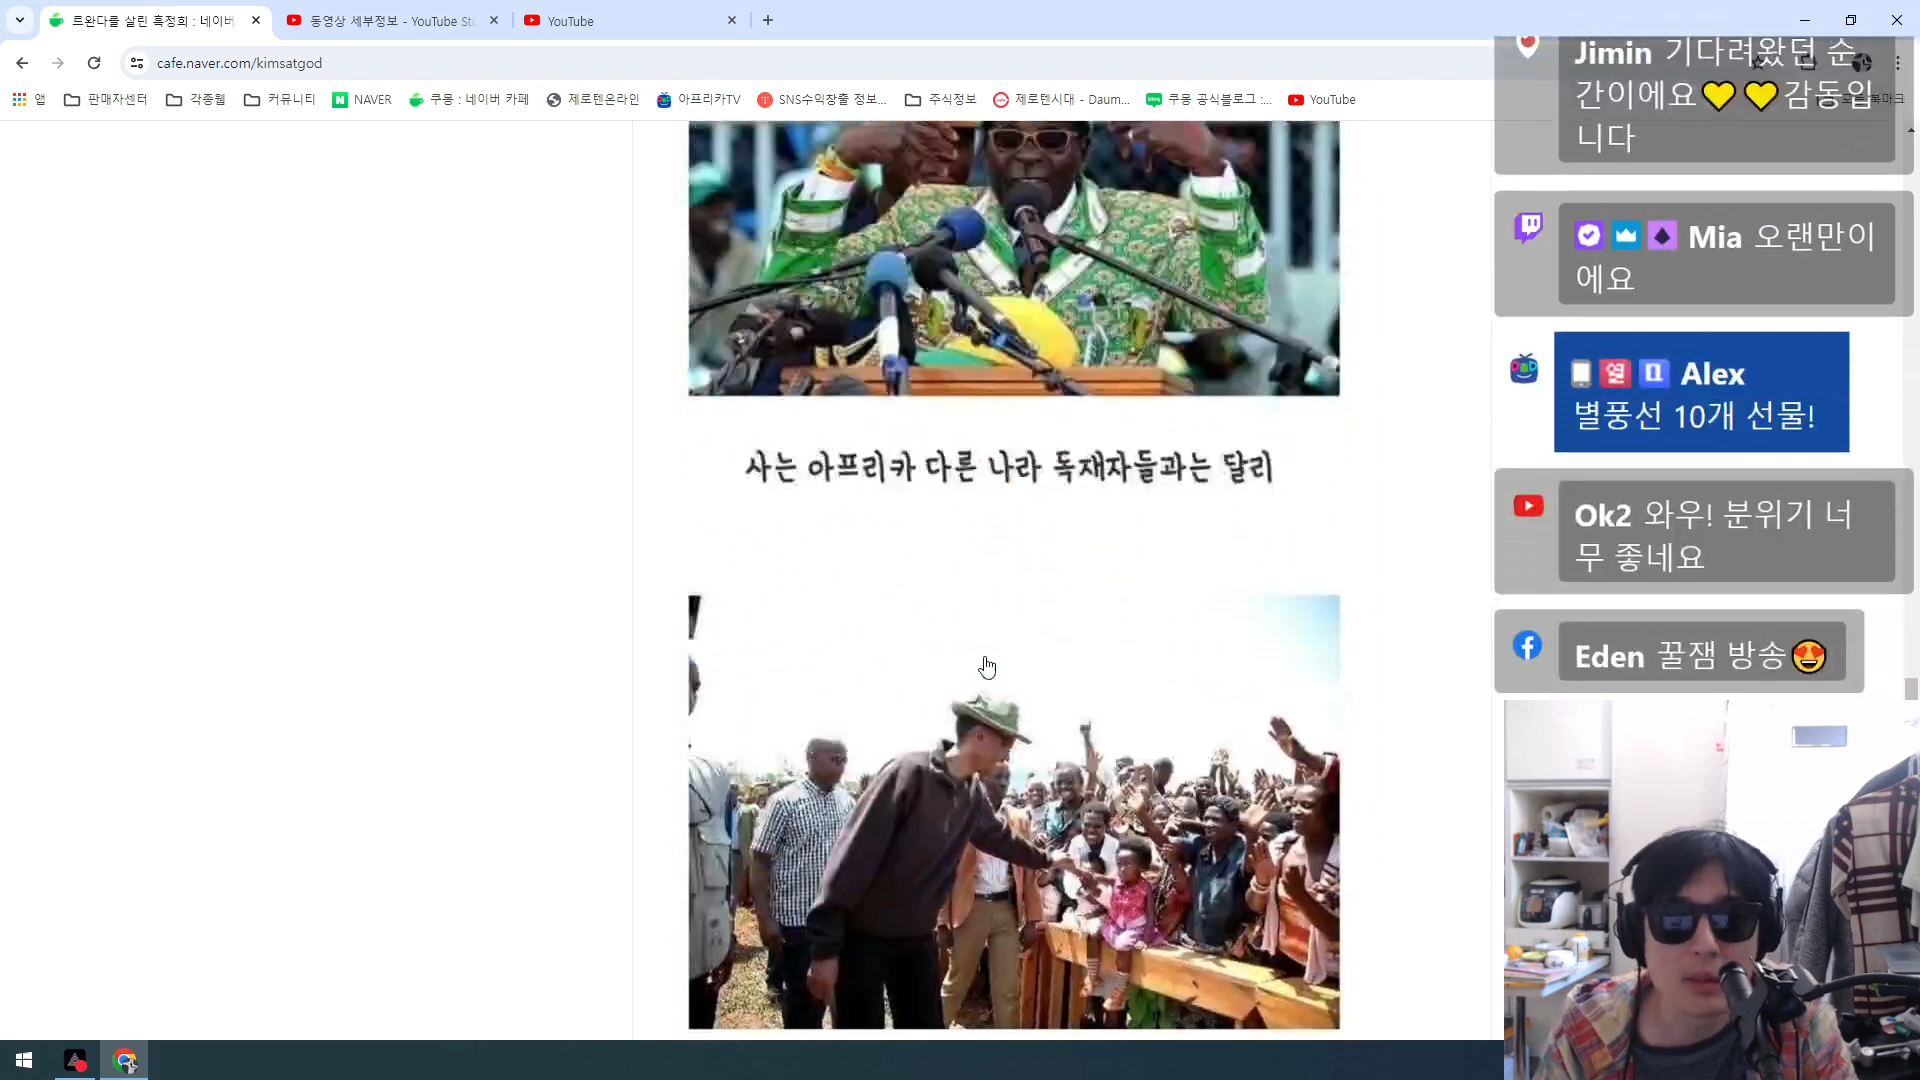 르완다를 살린 흑정희 : 네이버
동영상 세부정보 - YouTube Stu
YouTube
cafe.naver.com/kimsatgod
앱
판매자센터
각종웹
커뮤니티
NAVER
쿠몽 : 네이버 카페
제로텐온라인
아프리카TV
SNS수익창출 정보...
주식정보
제로텐시대 - Daum...
쿠몽 공식블로그 :...
YouTube
사는 아프리카 다른 나라 독재자들과는 달리
Jimin 기다려왔던 순
간이에요💛💛감동입
니다
Mia 오랜만이
에요
열 Alex
별풍선 10개 선물!
Ok2 와우! 분위기 너
무 좋네요
Eden 꿀잼 방송😍